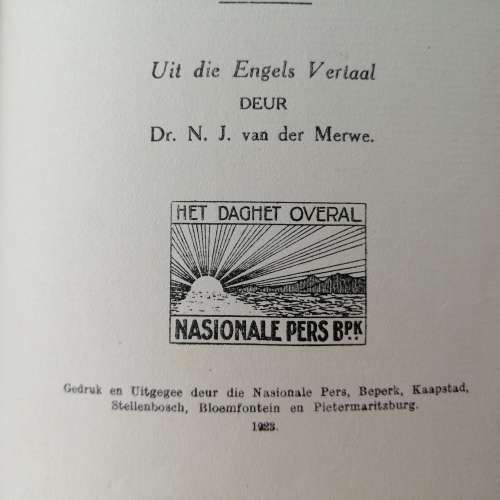 Uit die Engels Vertaal
DEUR
Dr. N. J. van der Merwe.
HET DAGHET OVERAL
NASIONALE PERS BPK
Gedruk en Uitgegee deur die Nasionale Pers, Beperk, Kaapstad,
Stellenbosch, Bloemfontein en Pietermaritzburg.
1923.